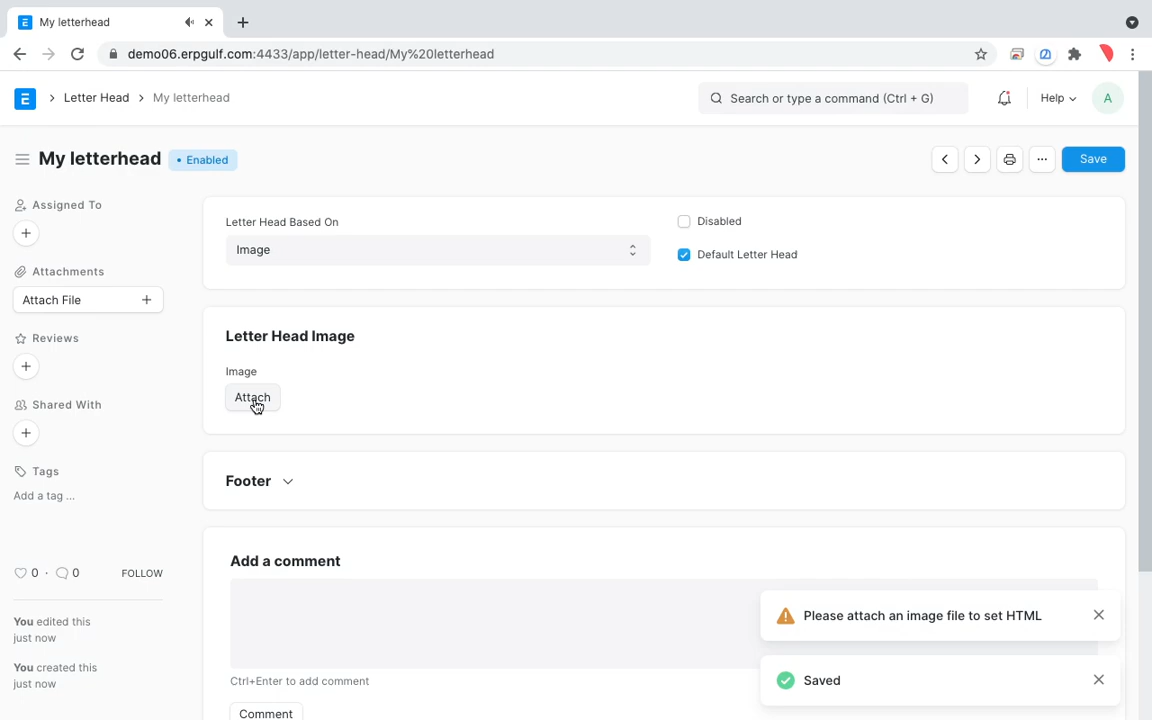 My letterhead
demo06.erpgulf.com:4433/app/letter-head/My%20letterhead
E
Letter Head
My letterhead
Search or type a command (Ctrl + G)
Help
A
My letterhead
Enabled
Save
Assigned To
Attachments
Attach File
Reviews
Shared With
Tags
Add a tag ...
0 · 0
FOLLOW
You edited this
just now
You created this
just now
Letter Head Based On
Image
Disabled
Default Letter Head
Letter Head Image
Image
Attach
Footer
Add a comment
Ctrl+Enter to add comment
Comment
Please attach an image file to set HTML
Saved